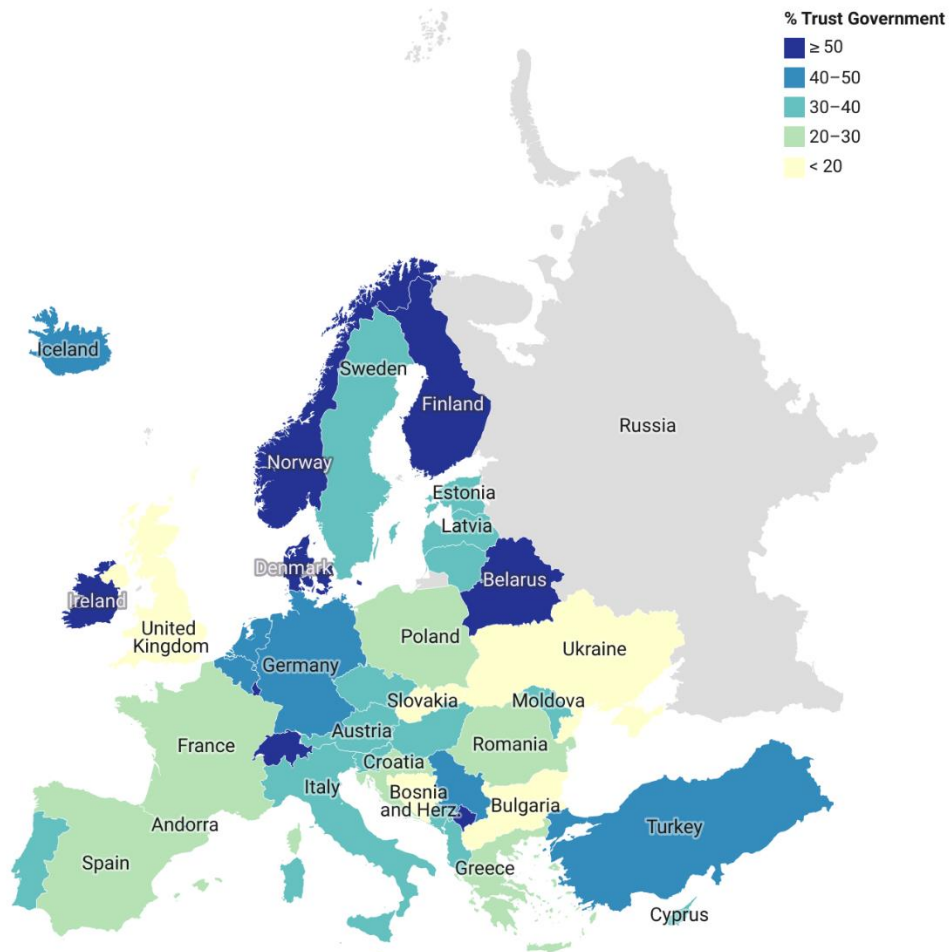 % Trust Government
≥ 50
40–50
30–40
20–30
< 20
Iceland
Sweden
Finland
Russia
Norway
Estonia
Latvia
Denmark
Belarus
Ireland
United
Kingdom
Poland
Ukraine
Germany
Slovakia
Moldova
Austria
France
Romania
Croatia
Italy
Bosnia
and Herz.
Bulgaria
Andorra
Turkey
Spain
Greece
Cyprus